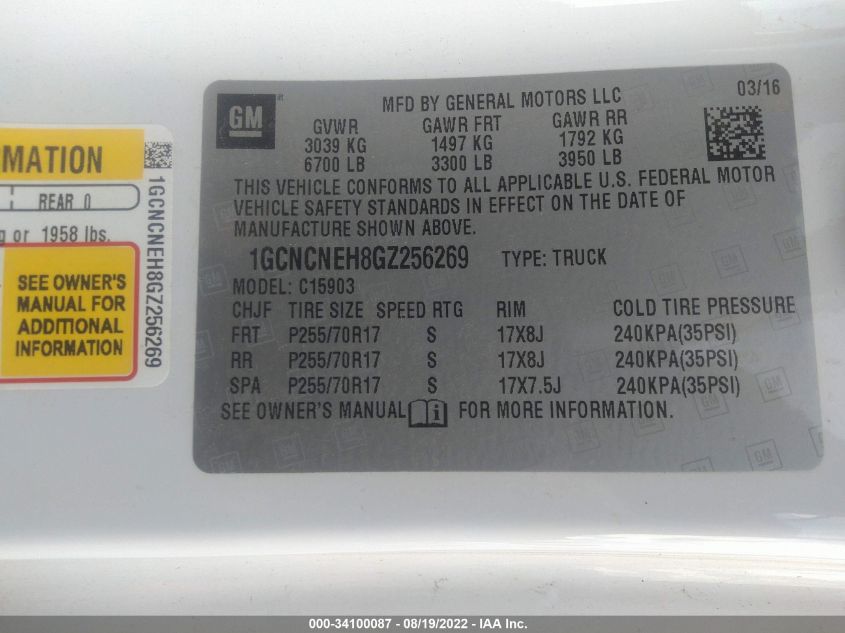 03/16
GM
MFD BY GENERAL MOTORS LLC
GVWR GAWR FRT GAWR RR
3039 KG 1497 KG 1792 KG
6700 LB 3300 LB 3950 LB
THIS VEHICLE CONFORMS TO ALL APPLICABLE U.S. FEDERAL MOTOR
VEHICLE SAFETY STANDARDS IN EFFECT ON THE DATE OF
MANUFACTURE SHOWN ABOVE.
1GCNCNEH8GZ256269 TYPE: TRUCK
MODEL: C15903
CHJF TIRE SIZE SPEED RTG RIM COLD TIRE PRESSURE
FRT P255/70R17 S 17X8J 240KPA(35PSI)
RR P255/70R17 S 17X8J 240KPA(35PSI)
SPA P255/70R17 S 17X7.5J 240KPA(35PSI)
SEE OWNER'S MANUAL i FOR MORE INFORMATION.
RMATION
REAR 0
g or 1958 lbs.
SEE OWNER'S
MANUAL FOR
ADDITIONAL
INFORMATION
1GCNCNEH8GZ256269
000-34100087 - 08/19/2022 - IAA Inc.